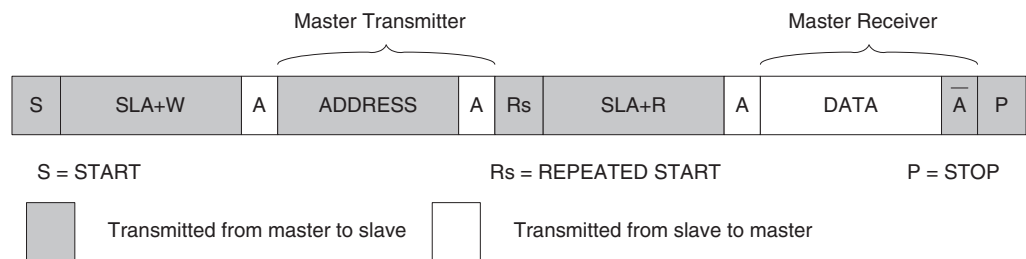 Master Transmitter Master Receiver
S SLA+W A ADDRESS A Rs SLA+R A DATA A̅ P
S = START Rs = REPEATED START P = STOP
Transmitted from master to slave Transmitted from slave to master